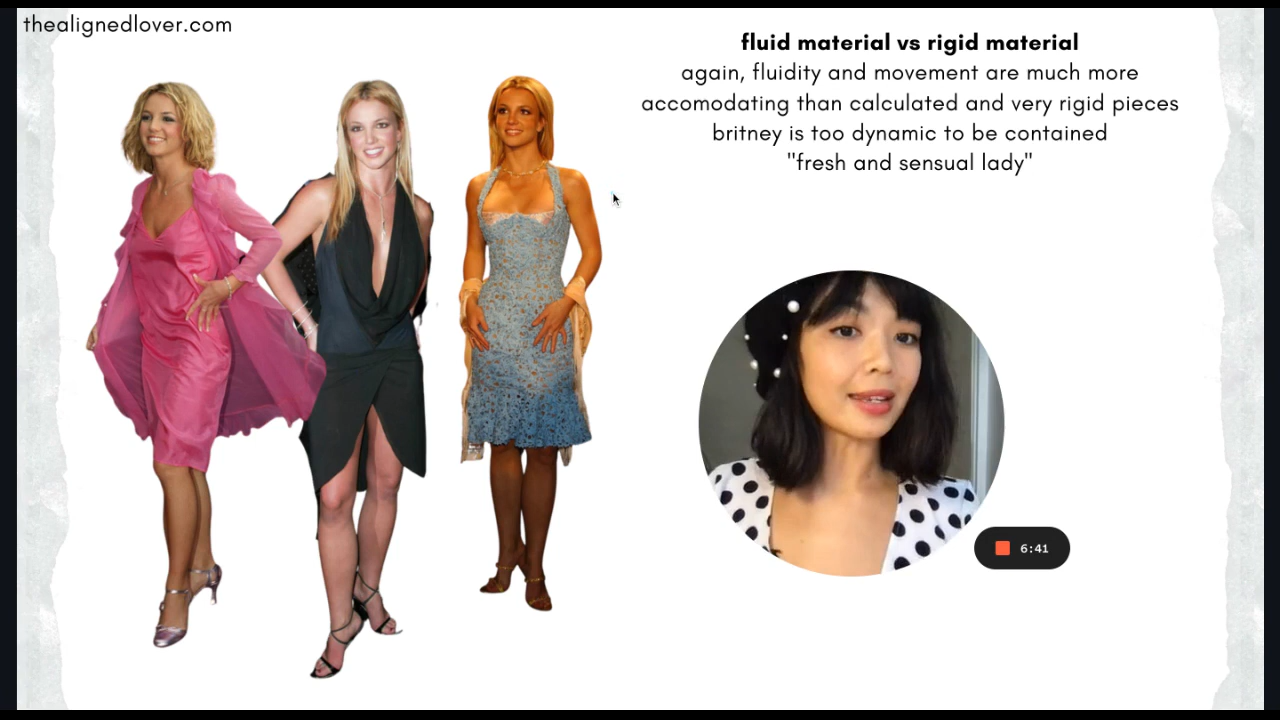 thealignedlover.com
fluid material vs rigid material
again, fluidity and movement are much more
accomodating than calculated and very rigid pieces
britney is too dynamic to be contained
"fresh and sensual lady"
6:41